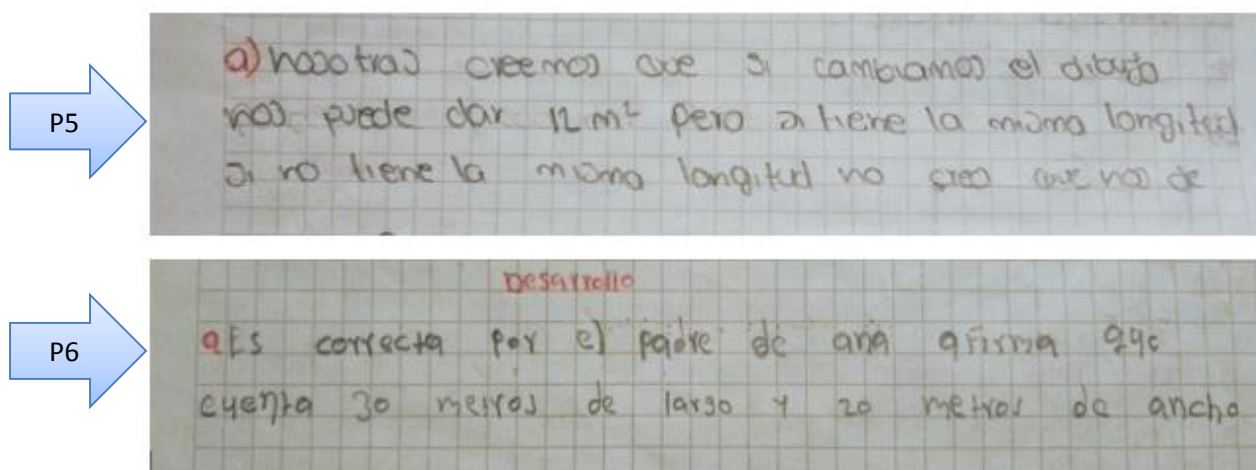 P5
a) nosotras creemos que si cambiamos el dibujo
nos puede dar 12 m² pero si tiene la misma longitud
si no tiene la misma longitud no creo que nos de
P6
Desarrollo
a Es correcta por el padre de ana afirma que
cuenta 30 metros de largo y 20 metros de ancho